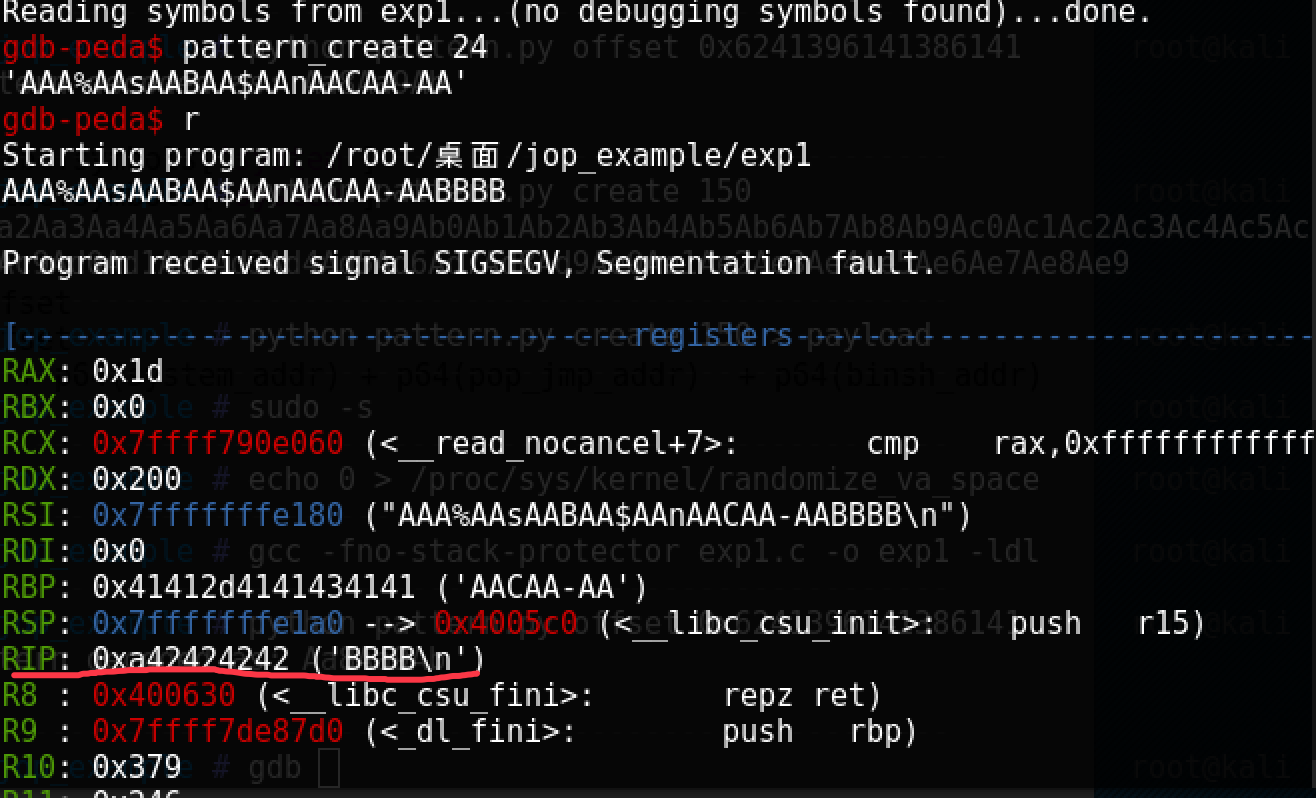 Reading symbols from exp1...(no debugging symbols found)...done.
gdb-peda$ pattern_create 24
'AAA%AAsAABAA$AAnAACAA-AA'
gdb-peda$ r
Starting program: /root/桌面/jop_example/exp1
AAA%AAsAABAA$AAnAACAA-AABBBB
Program received signal SIGSEGV, Segmentation fault.
[----------------------------------registers-----------------------------------
RAX: 0x1d
RBX: 0x0
RCX: 0x7ffff790e060 (<__read_nocancel+7>: cmp rax,0xffffffffffff
RDX: 0x200
RSI: 0x7fffffffe180 ("AAA%AAsAABAA$AAnAACAA-AABBBB\n")
RDI: 0x0
RBP: 0x41412d4141434141 ('AACAA-AA')
RSP: 0x7fffffffe1a0 --> 0x4005c0 (<__libc_csu_init>: push r15)
RIP: 0xa42424242 ('BBBB\n')
R8 : 0x400630 (<__libc_csu_fini>: repz ret)
R9 : 0x7ffff7de87d0 (<_dl_fini>: push rbp)
R10: 0x379